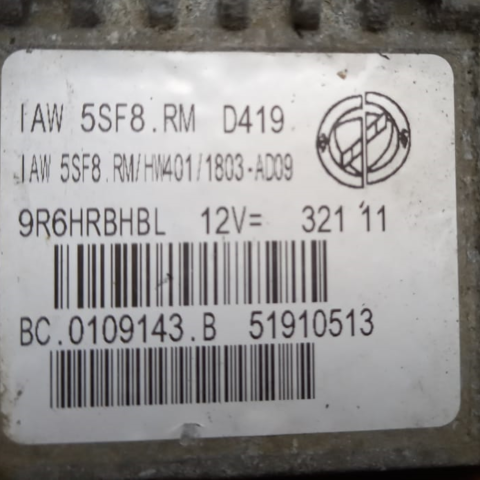 IAW 5SF8.RM D419
IAW 5SF8.RM/HW401/1803-AD09
9R6HRBHBL 12V= 321 11
BC.0109143.B 51910513